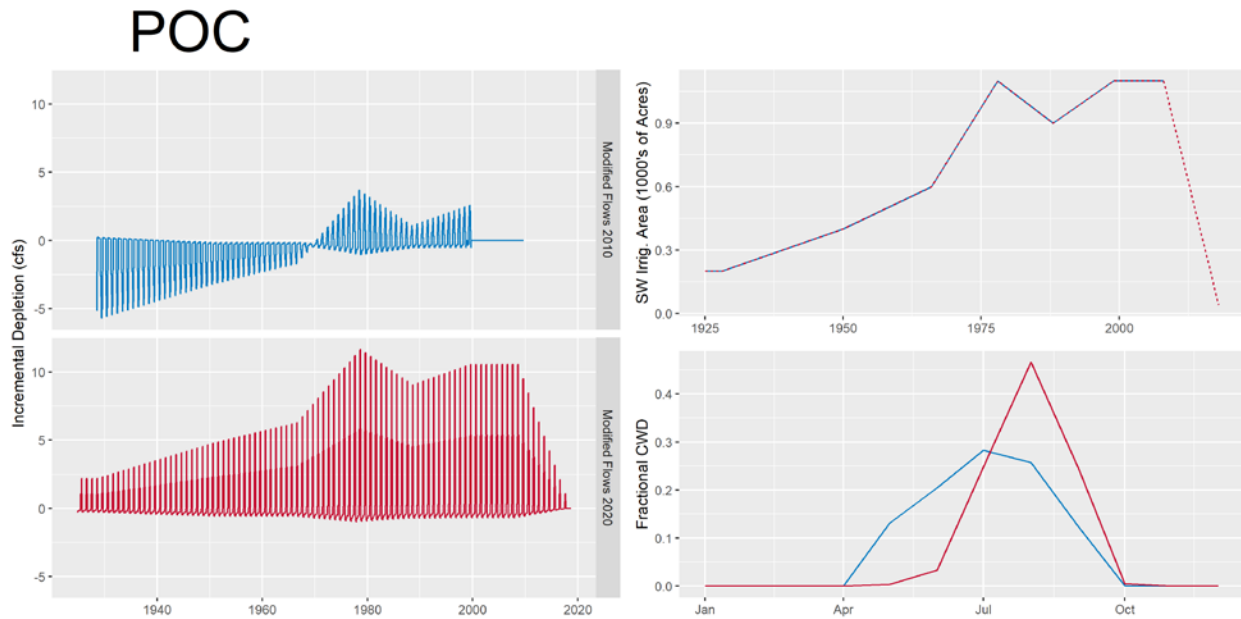 POC
Incremental Depletion (cfs)
10
5
0
-5
Modified Flows 2010
10
5
0
-5
Modified Flows 2020
1940
1960
1980
2000
2020
SW Irrig. Area (1000's of Acres)
0.9
0.6
0.3
0.0
1925
1950
1975
2000
Fractional CWD
0.4
0.3
0.2
0.1
0.0
Jan
Apr
Jul
Oct